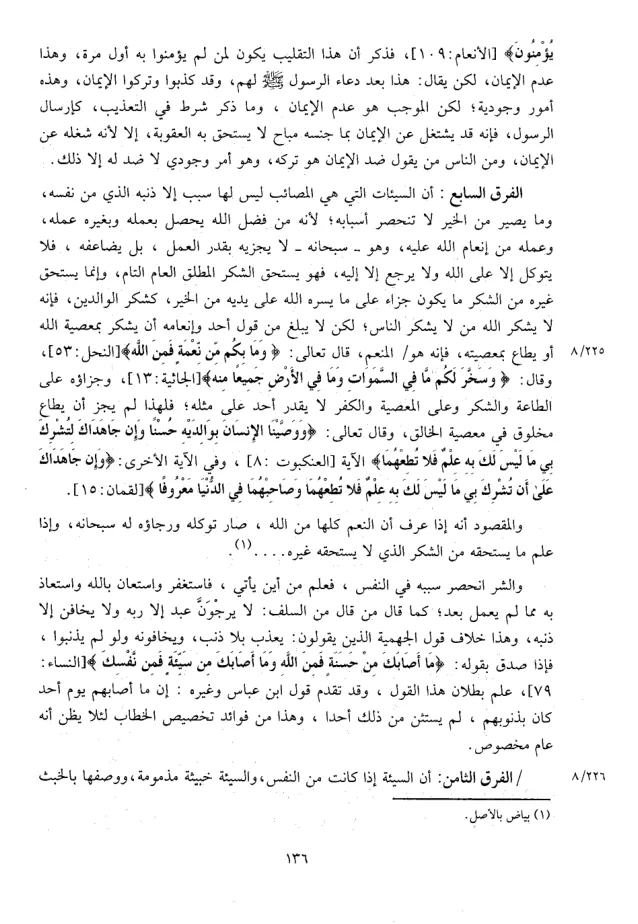 يُؤْمِنُونَ﴾ [الأنعام:١٠٩]، فذكر أن هذا التقليب يكون لمن لم يؤمنوا به أول مرة، وهذا
عدم الإيمان، لكن يقال: هذا بعد دعاء الرسول ﷺ لهم، وقد كذبوا وتركوا الإيمان، وهذه
أمور وجودية؛ لكن الموجب هو عدم الإيمان ، وما ذكر شرط في التعذيب، كإرسال
الرسول، فإنه قد يشتغل عن الإيمان بما جنسه مباح لا يستحق به العقوبة، إلا لأنه شغله عن
الإيمان، ومن الناس من يقول ضد الإيمان هو تركه، وهو أمر وجودي لا ضد له إلا ذلك.
الفرق السابع : أن السيئات التي هي المصائب ليس لها سبب إلا ذنبه الذي من نفسه،
وما يصير من الخير لا تنحصر أسبابه؛ لأنه من فضل الله يحصل بعمله وبغيره عمله،
وعمله من إنعام الله عليه، وهو ـ سبحانه ـ لا يجزيه بقدر العمل ، بل يضاعفه ، فلا
يتوكل إلا على الله ولا يرجع إلا إليه، فهو يستحق الشكر المطلق العام التام، وإنما يستحق
غيره من الشكر ما يكون جزاء على ما يسره الله على يديه من الخير، كشكر الوالدين، فإنه
لا يشكر الله من لا يشكر الناس؛ لكن لا يبلغ من قول أحد وإنعامه أن يشكر بمعصية الله
٨/٢٢٥ أو يطاع بمعصيته، فإنه هو/ المنعم، قال تعالى: ﴿ وَمَا بِكُم مِّن نِّعْمَةٍ فَمِنَ اللَّهِ﴾[النحل:٥٣]،
وقال: ﴿ وَسَخَّرَ لَكُم مَّا فِي السَّمَوَاتِ وَمَا فِي الأَرْضِ جَمِيعًا مِنْهُ﴾[الجاثية:١٣]، وجزاؤه على
الطاعة والشكر وعلى المعصية والكفر لا يقدر أحد على مثله؛ فلهذا لم يجز أن يطاع
مخلوق في معصية الخالق، وقال تعالى: ﴿وَوَصَّيْنَا الإِنسَانَ بِوَالِدَيْهِ حُسْنًا وَإِن جَاهَدَاكَ لِتُشْرِكَ
بِي مَا لَيْسَ لَكَ بِهِ عِلْمٌ فَلا تُطِعْهُمَا﴾ الآية [العنكبوت :٨] ، وفي الآية الأخرى:﴿وَإِن جَاهَدَاكَ
عَلَىٰ أَن تُشْرِكَ بِي مَا لَيْسَ لَكَ بِهِ عِلْمٌ فَلا تُطِعْهُمَا وَصَاحِبْهُمَا فِي الدُّنْيَا مَعْرُوفًا ﴾[لقمان:١٥].
والمقصود أنه إذا عرف أن النعم كلها من الله ، صار توكله ورجاؤه له سبحانه، وإذا
علم ما يستحقه من الشكر الذي لا يستحقه غيره....(١).
والشر انحصر سببه في النفس ، فعلم من أين يأتي ، فاستغفر واستعان بالله واستعاذ
به مما لم يعمل بعد؛ كما قال من قال من السلف: لا يرجُوَنَّ عبد إلا ربه ولا يخافن إلا
ذنبه، وهذا خلاف قول الجهمية الذين يقولون: يعذب بلا ذنب، ويخافونه ولو لم يذنبوا ،
فإذا صدق بقوله: ﴿مَا أَصَابَكَ مِنْ حَسَنَةٍ فَمِنَ اللَّهِ وَمَا أَصَابَكَ مِن سَيِّئَةٍ فَمِن نَّفْسِكَ ﴾[النساء:
٧٩]، علم بطلان هذا القول ، وقد تقدم قول ابن عباس وغيره : إن ما أصابهم يوم أحد
كان بذنوبهم ، لم يستثن من ذلك أحدا ، وهذا من فوائد تخصيص الخطاب لئلا يظن أنه
عام مخصوص.
٨/٢٢٦ / الفرق الثامن: أن السيئة إذا كانت من النفس،والسيئة خبيثة مذمومة،ووصفها بالخبث
(١) بياض بالأصل.
١٣٦